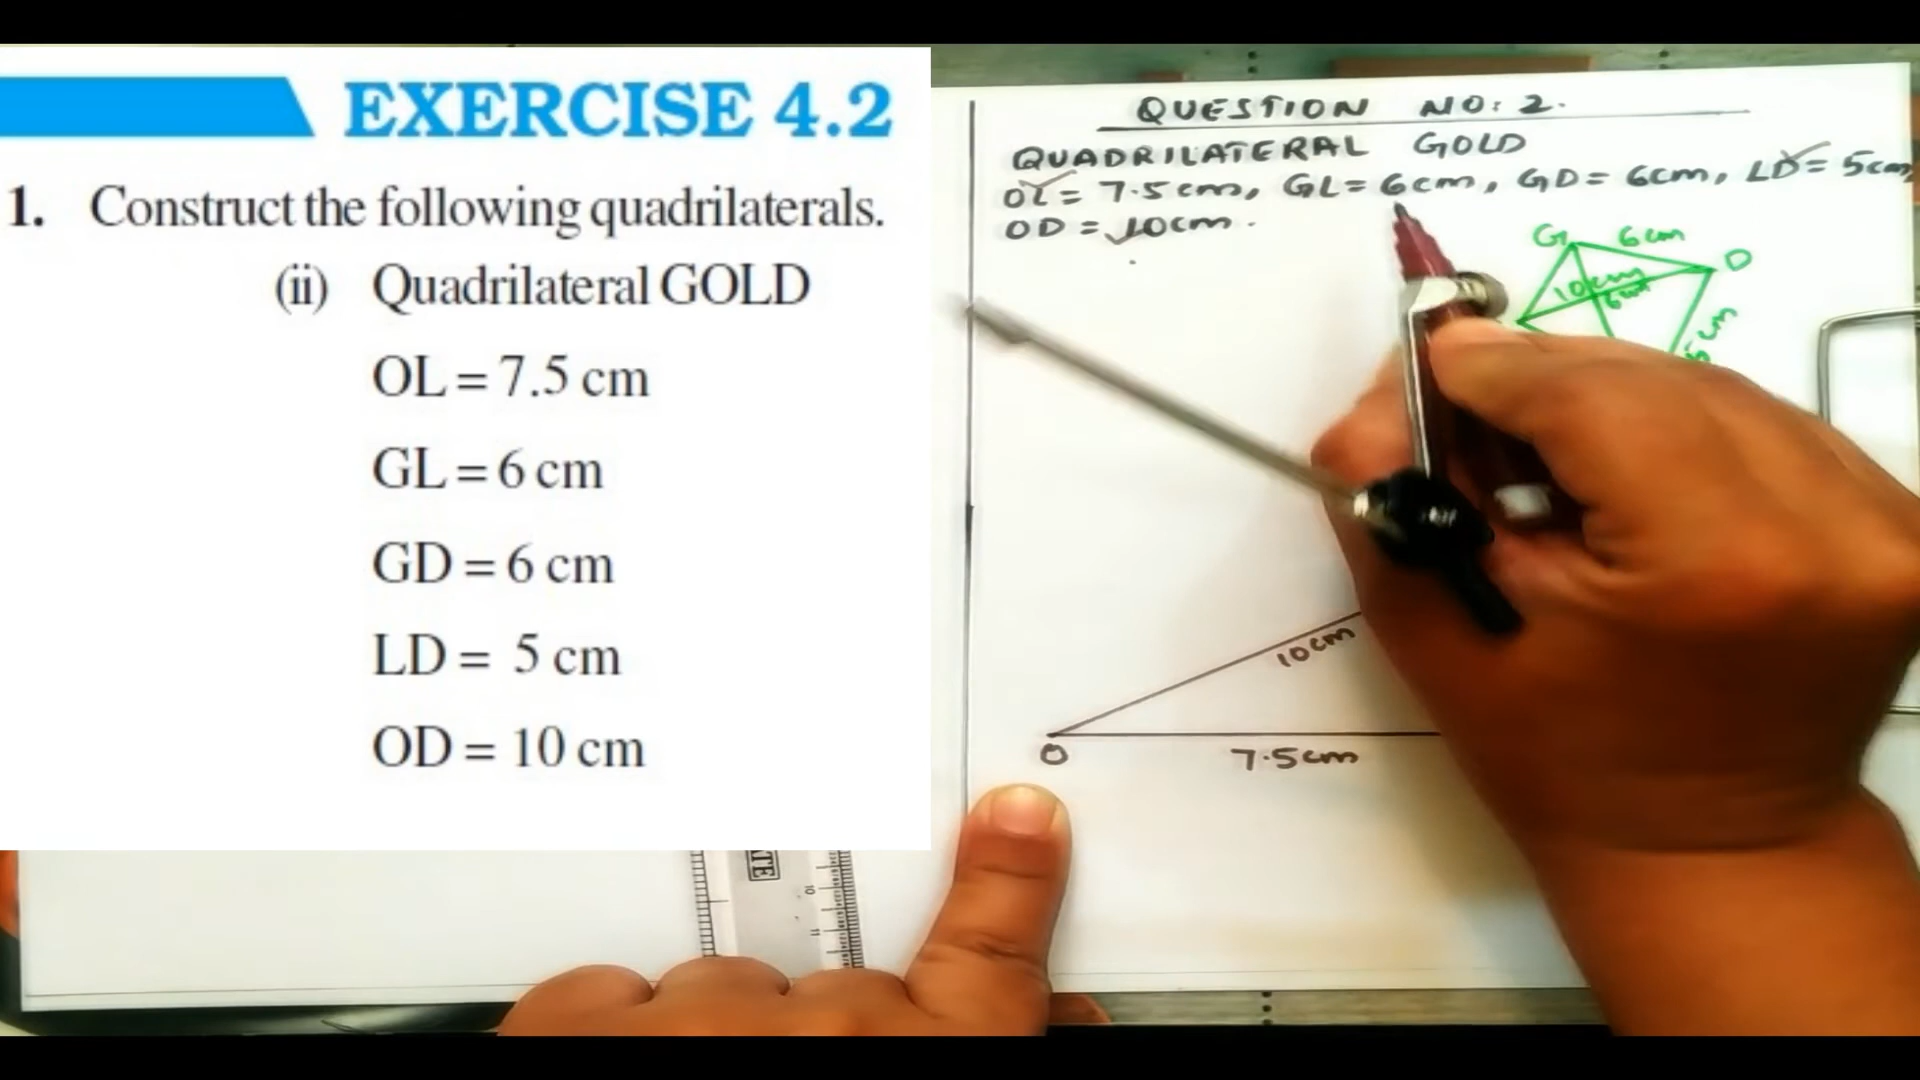 EXERCISE 4.2
1. Construct the following quadrilaterals.
(ii) Quadrilateral GOLD
OL = 7.5 cm
GL = 6 cm
GD = 6 cm
LD = 5 cm
OD = 10 cm
QUESTION NO: 2.
QUADRILATERAL GOLD
OL = 7.5cm, GL = 6cm, GD = 6cm, LD = 5cm,
OD = 10cm.
G 6cm D
10cm
6cm
5cm
10cm
O
7.5cm
10
11